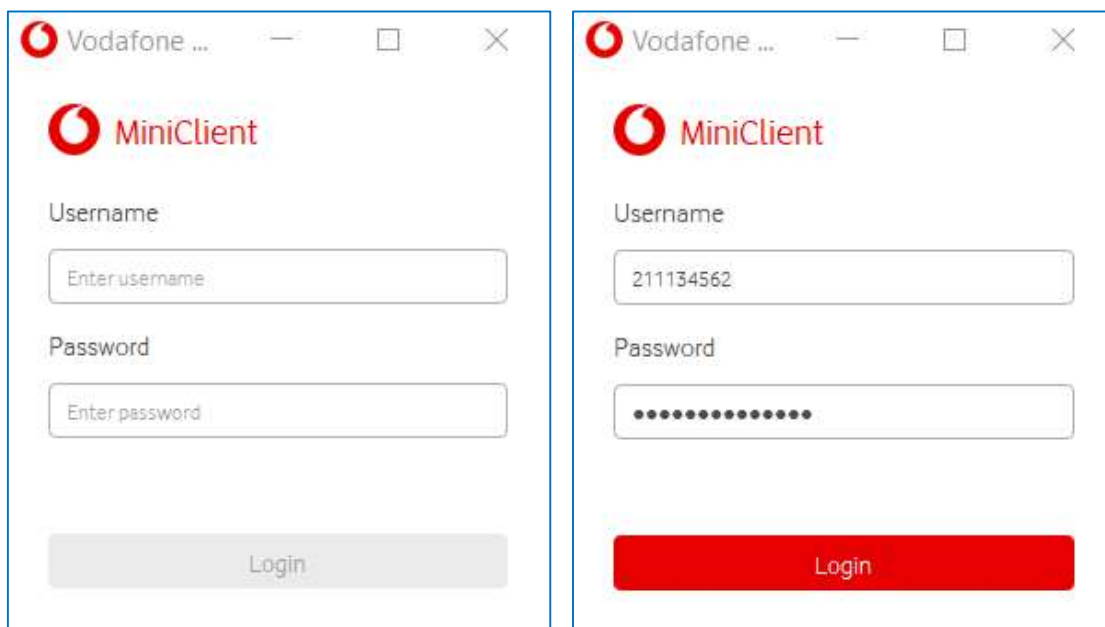 Vodafone ...
MiniClient
Username
Enter username
Password
Enter password
Login
Vodafone ...
MiniClient
Username
211134562
Password
●●●●●●●●●●●●●●
Login